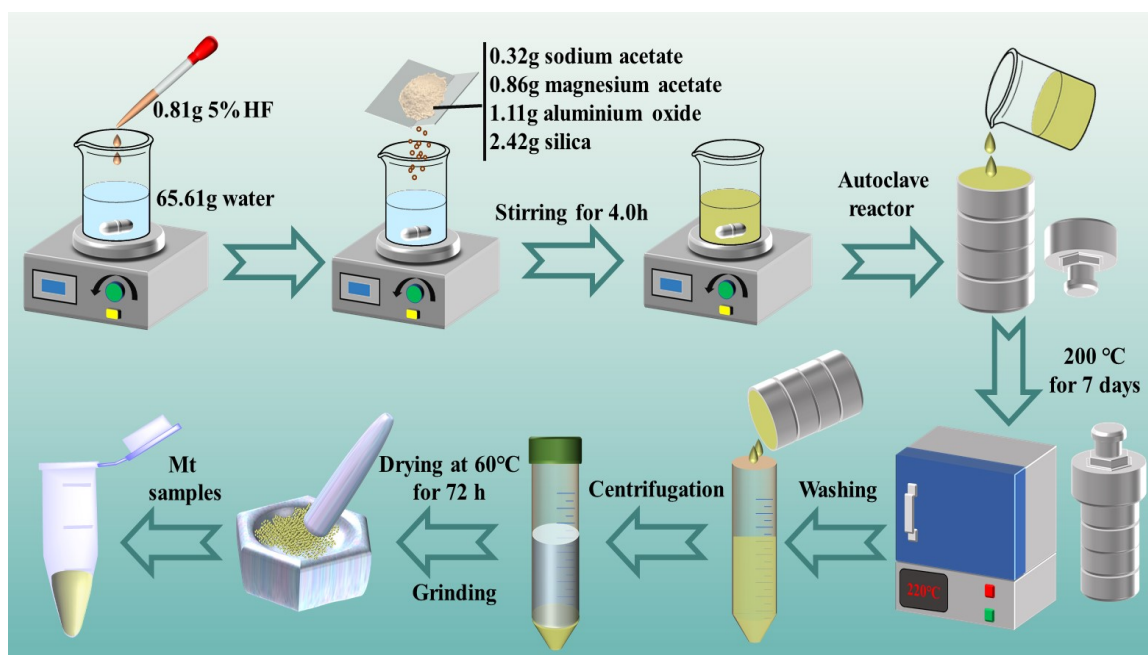 0.81g 5% HF
65.61g water
0.32g sodium acetate
0.86g magnesium acetate
1.11g aluminium oxide
2.42g silica
Stirring for 4.0h
Autoclave
reactor
200 ℃
for 7 days
220℃
Washing
Centrifugation
Drying at 60℃
for 72 h
Grinding
Mt
samples